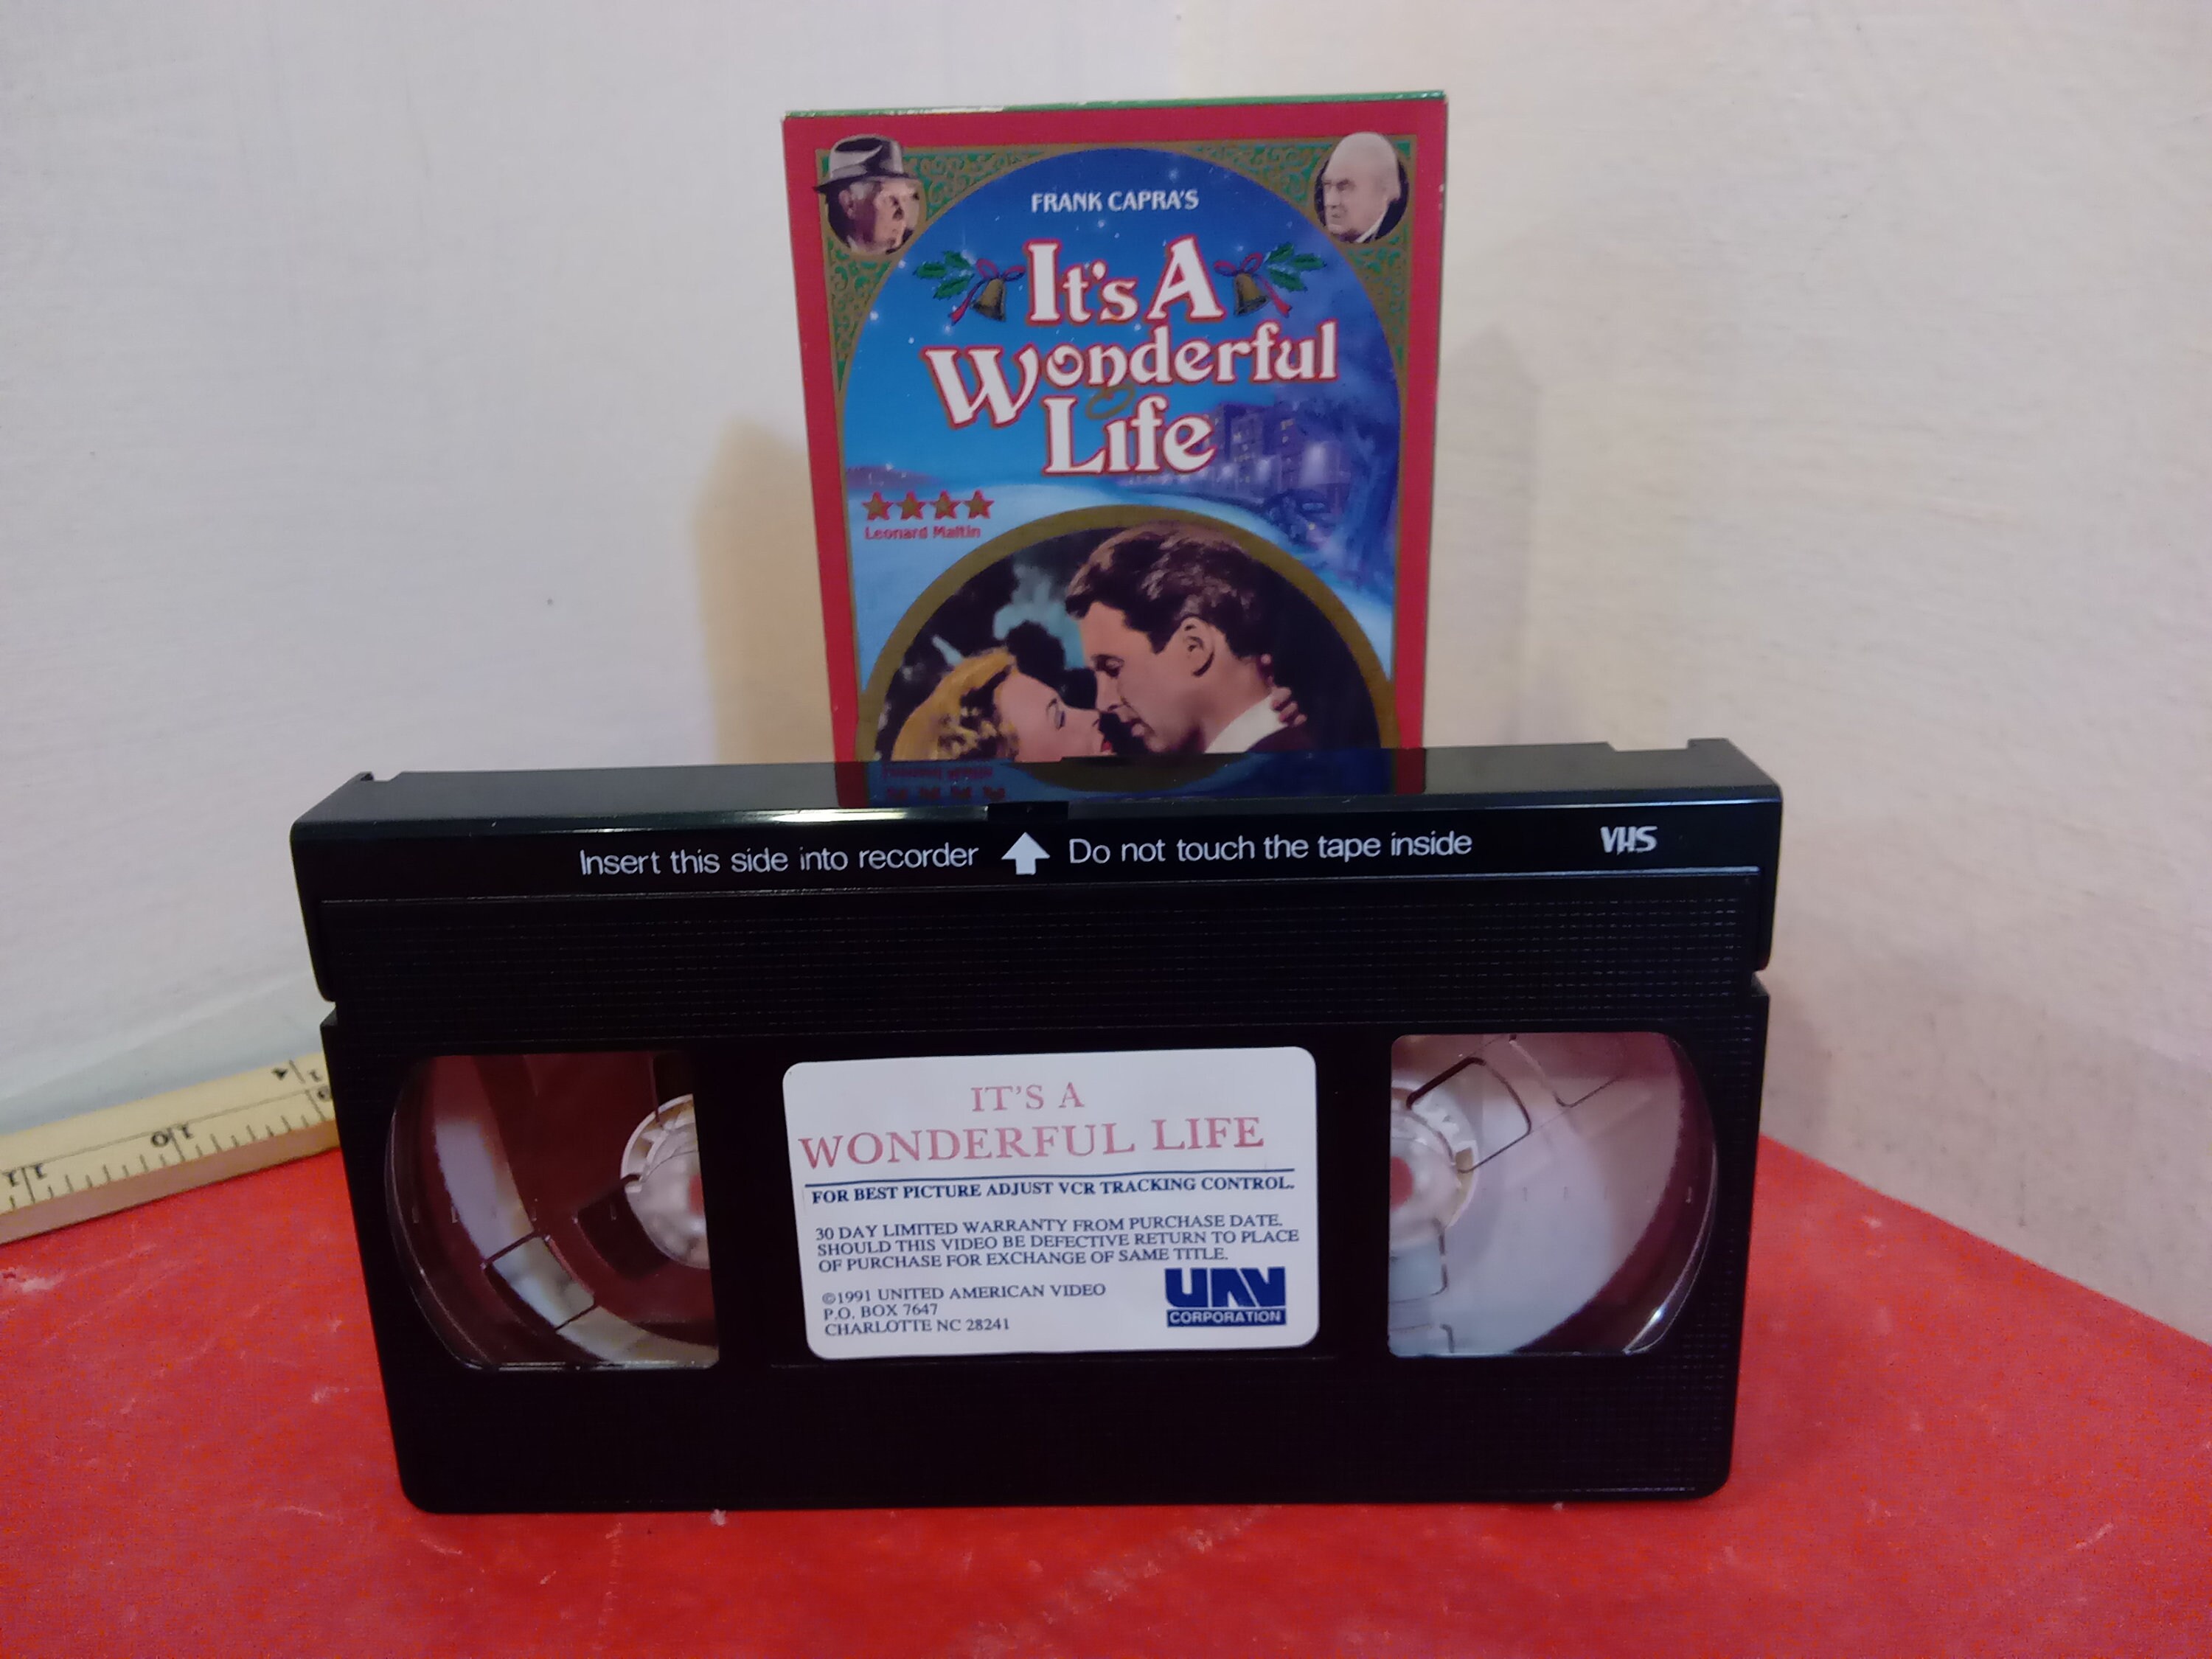 FRANK CAPRA'S
It's A
Wonderful
Life
Leonard Maltin
Insert this side into recorder Do not touch the tape inside VHS
IT'S A
WONDERFUL LIFE
FOR BEST PICTURE ADJUST VCR TRACKING CONTROL.
30 DAY LIMITED WARRANTY FROM PURCHASE DATE.
SHOULD THIS VIDEO BE DEFECTIVE RETURN TO PLACE
OF PURCHASE FOR EXCHANGE OF SAME TITLE.
©1991 UNITED AMERICAN VIDEO
P.O. BOX 7647
CHARLOTTE NC 28241
UAV
CORPORATION
11 10